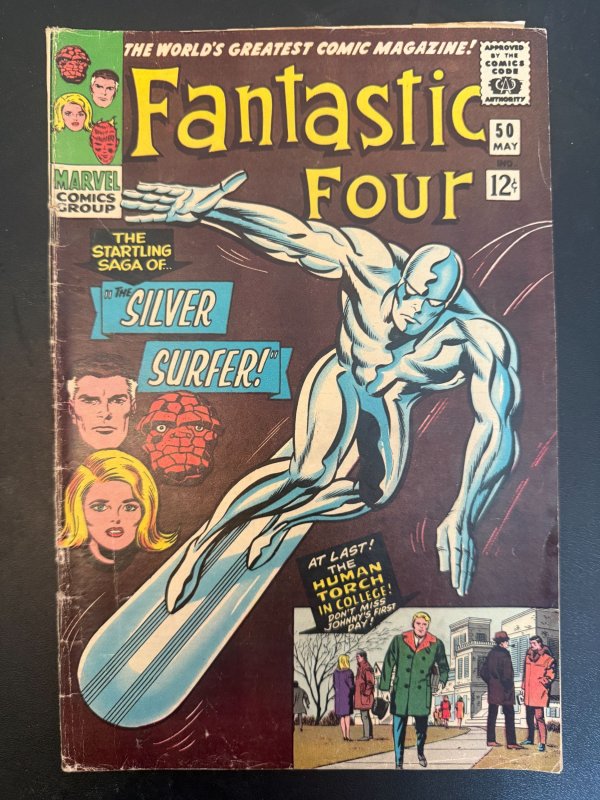 THE WORLD'S GREATEST COMIC MAGAZINE!
APPROVED
BY THE
COMICS
CODE
CA
AUTHORITY
Fantastic
Four
50
MAY
IND.
12¢
MARVEL
COMICS
GROUP
THE
STARTLING
SAGA OF..
"THE
SILVER
SURFER!"
AT LAST!
THE
HUMAN
TORCH
IN COLLEGE!
DON'T MISS
JOHNNY'S FIRST
DAY!